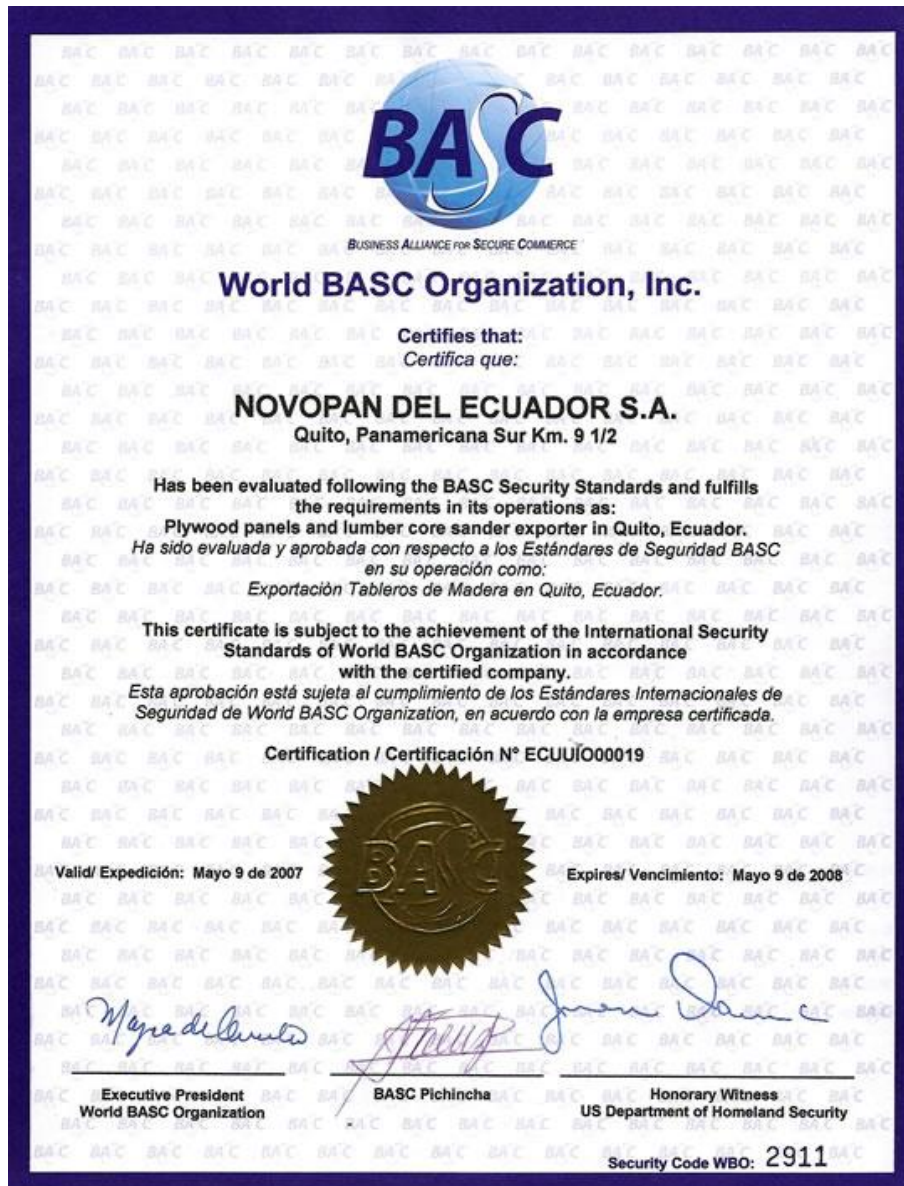 BASC
BUSINESS ALLIANCE FOR SECURE COMMERCE
World BASC Organization, Inc.
Certifies that:
Certifica que:
NOVOPAN DEL ECUADOR S.A.
Quito, Panamericana Sur Km. 9 1/2
Has been evaluated following the BASC Security Standards and fulfills
the requirements in its operations as:
Plywood panels and lumber core sander exporter in Quito, Ecuador.
Ha sido evaluada y aprobada con respecto a los Estándares de Seguridad BASC
en su operación como:
Exportación Tableros de Madera en Quito, Ecuador.
This certificate is subject to the achievement of the International Security
Standards of World BASC Organization in accordance
with the certified company.
Esta aprobación está sujeta al cumplimiento de los Estándares Internacionales de
Seguridad de World BASC Organization, en acuerdo con la empresa certificada.
Certification / Certificación Nº ECUUIO00019
BASC
Valid/ Expedición: Mayo 9 de 2007
Expires/ Vencimiento: Mayo 9 de 2008
Executive President
World BASC Organization
BASC Pichincha
Honorary Witness
US Department of Homeland Security
Security Code WBO: 2911